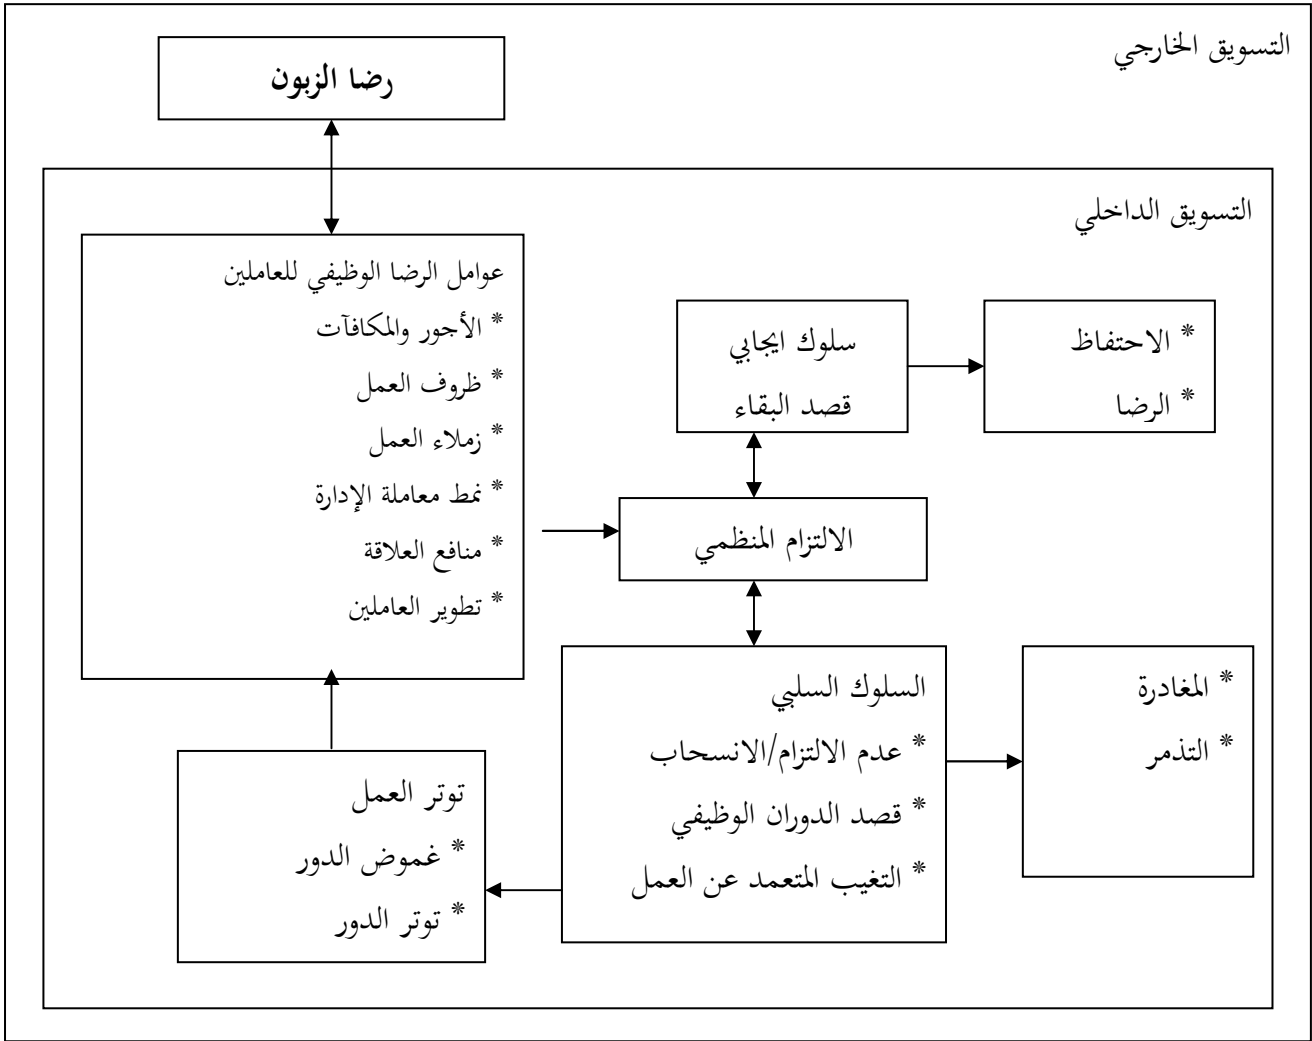 التسويق الخارجي
رضا الزبون
التسويق الداخلي
عوامل الرضا الوظيفي للعاملين
* الأجور والمكافآت
* ظروف العمل
* زملاء العمل
* نمط معاملة الإدارة
* منافع العلاقة
* تطوير العاملين
سلوك ايجابي
قصد البقاء
* الاحتفاظ
* الرضا
الالتزام المنظمي
السلوك السلبي
* عدم الالتزام/الانسحاب
* قصد الدوران الوظيفي
* التغيب المتعمد عن العمل
* المغادرة
* التذمر
توتر العمل
* غموض الدور
* توتر الدور